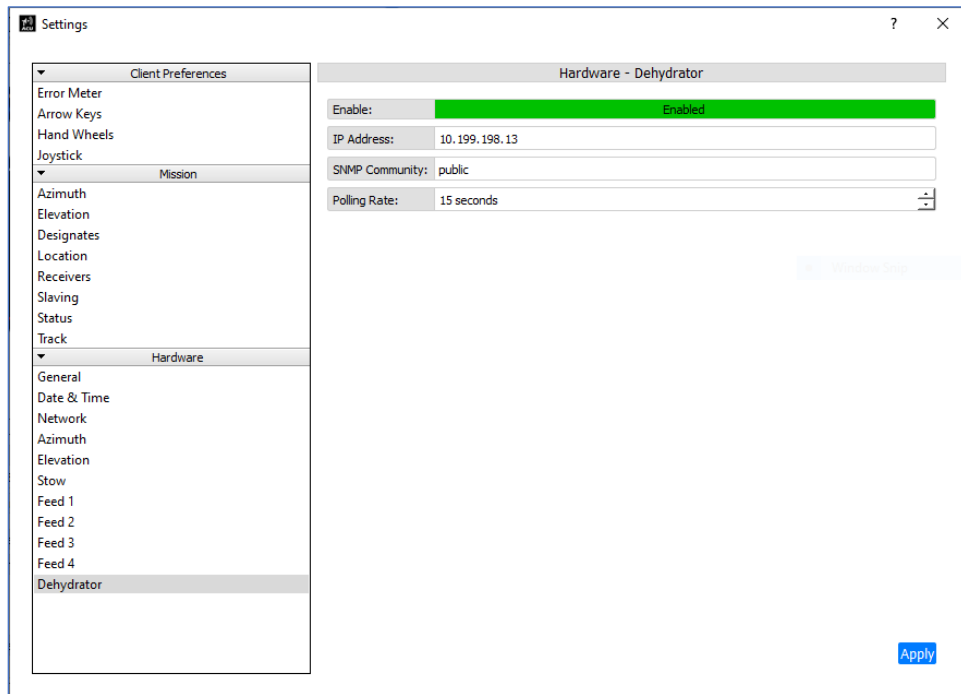 Settings
?
Client Preferences
Error Meter
Arrow Keys
Hand Wheels
Joystick
Mission
Azimuth
Elevation
Designates
Location
Receivers
Slaving
Status
Track
Hardware
General
Date & Time
Network
Azimuth
Elevation
Stow
Feed 1
Feed 2
Feed 3
Feed 4
Dehydrator
Hardware - Dehydrator
Enable: Enabled
IP Address: 10.199.198.13
SNMP Community: public
Polling Rate: 15 seconds
Window Snip
Apply